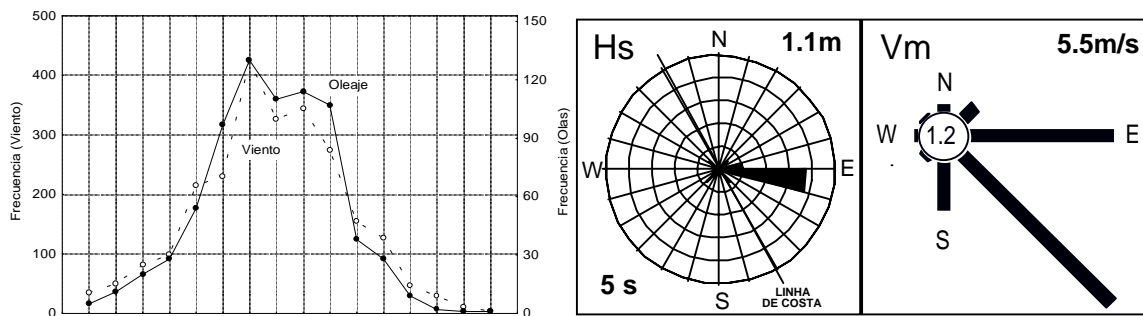 500
400
300
200
100
0
Frecuencia (Viento)
Oleaje
Viento
150
120
90
60
30
0
Frecuencia (Olas)
Hs
1.1m
N
W
E
S
5 s
LINHA
DE COSTA
Vm
5.5m/s
N
W
1.2
E
S